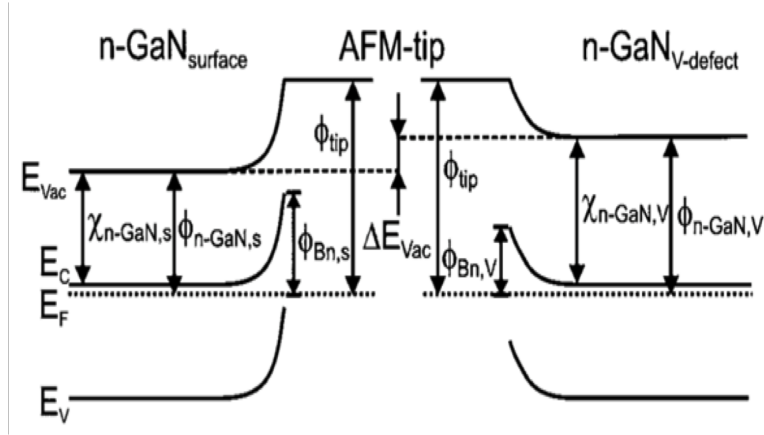 n-GaNsurface
AFM-tip
n-GaNV-defect
EVac
χn-GaN,s
ϕn-GaN,s
ϕBn,s
ϕtip
ΔEVac
ϕtip
ϕBn,V
χn-GaN,V
ϕn-GaN,V
EC
EF
EV